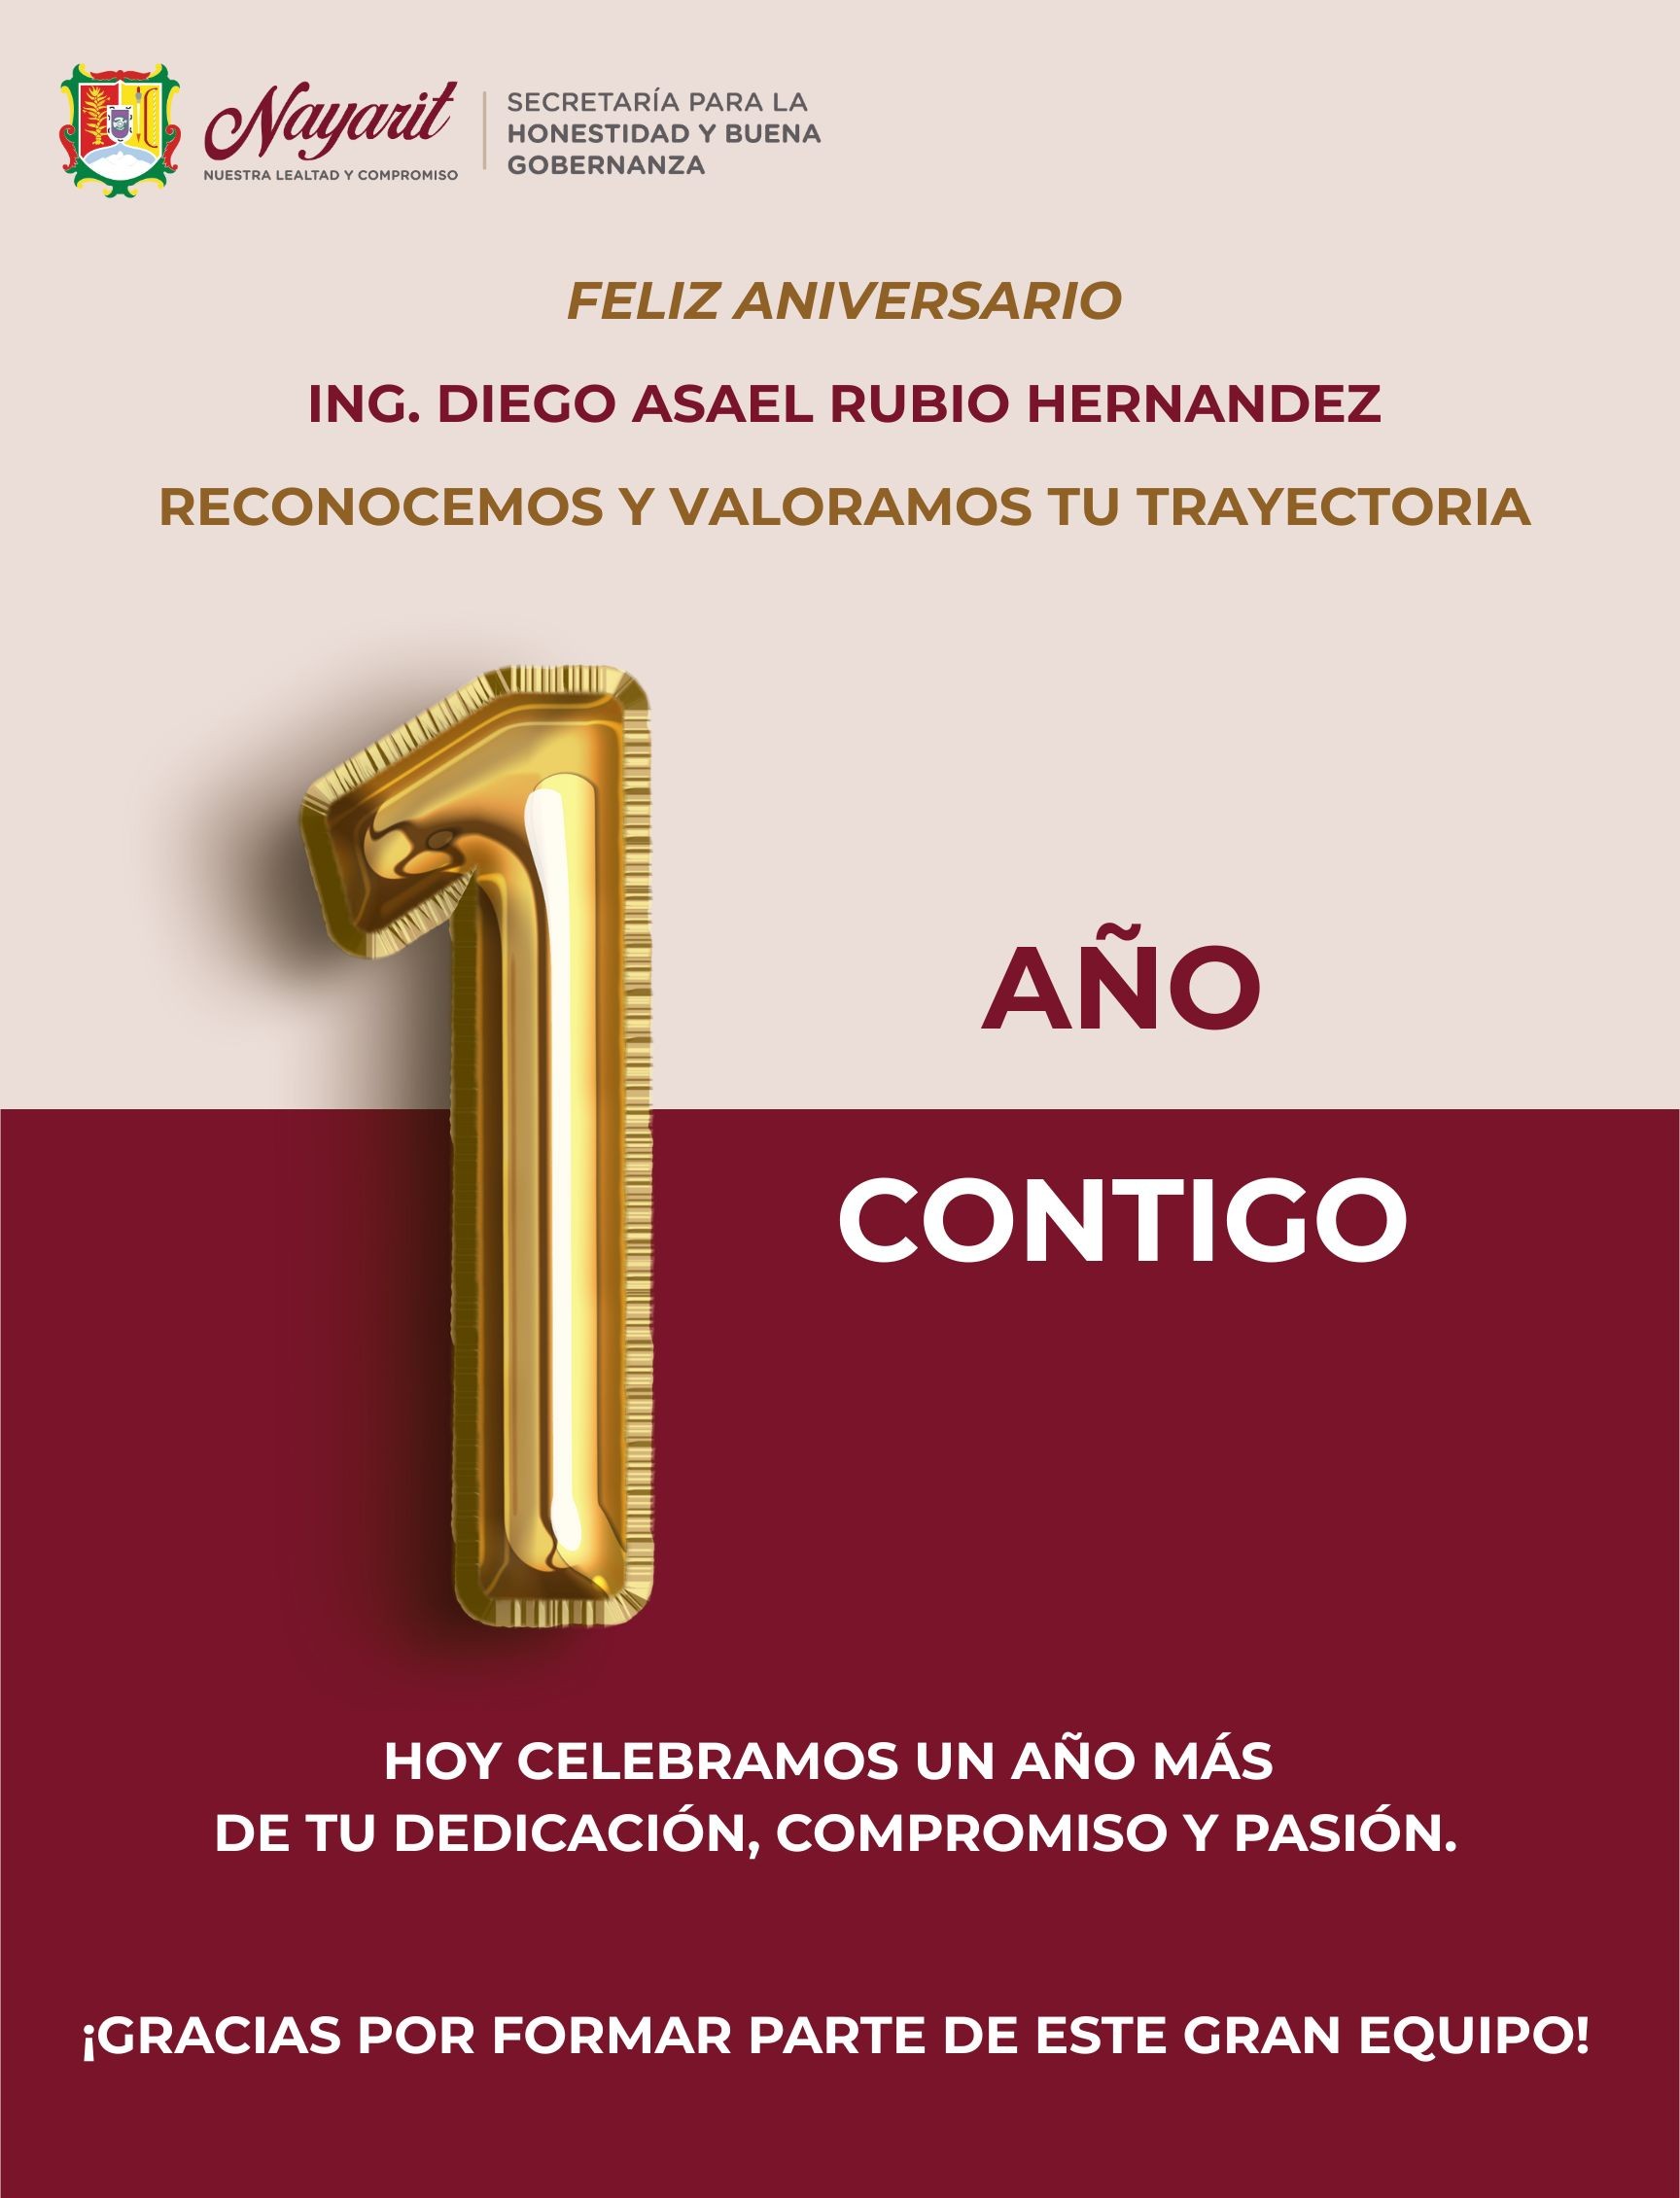 Nayarit
NUESTRA LEALTAD Y COMPROMISO
SECRETARÍA PARA LA
HONESTIDAD Y BUENA
GOBERNANZA
FELIZ ANIVERSARIO
ING. DIEGO ASAEL RUBIO HERNANDEZ
RECONOCEMOS Y VALORAMOS TU TRAYECTORIA
1
AÑO
CONTIGO
HOY CELEBRAMOS UN AÑO MÁS
DE TU DEDICACIÓN, COMPROMISO Y PASIÓN.
¡GRACIAS POR FORMAR PARTE DE ESTE GRAN EQUIPO!